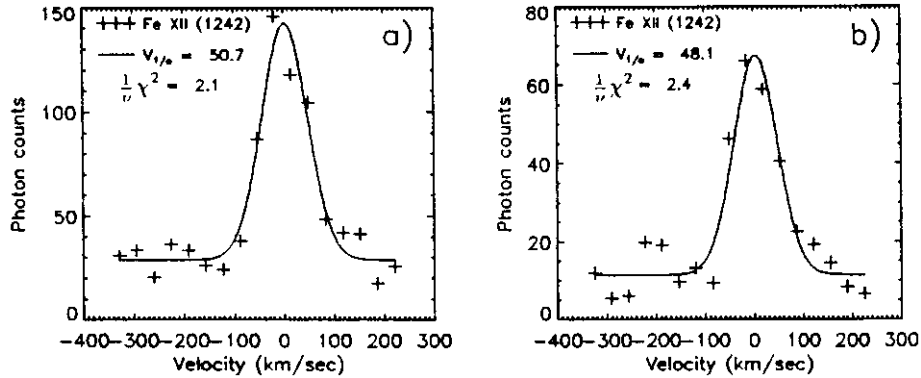 a)
+++ Fe XII (1242)
— V1/e = 50.7
1/ν χ2 = 2.1
Photon counts
150
100
50
0
−400−300−200−100 0 100 200 300
Velocity (km/sec)
b)
+++ Fe XII (1242)
— V1/e = 48.1
1/ν χ2 = 2.4
Photon counts
80
60
40
20
0
−400−300−200−100 0 100 200 300
Velocity (km/sec)